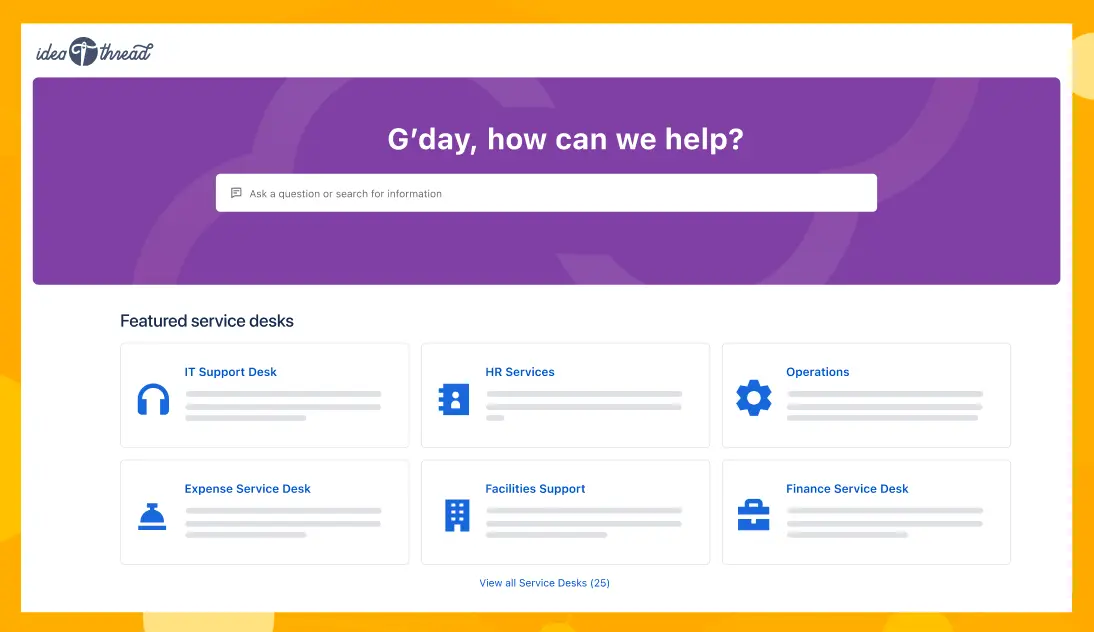 idea thread
G’day, how can we help?
Ask a question or search for information
Featured service desks
IT Support Desk
HR Services
Operations
Expense Service Desk
Facilities Support
Finance Service Desk
View all Service Desks (25)